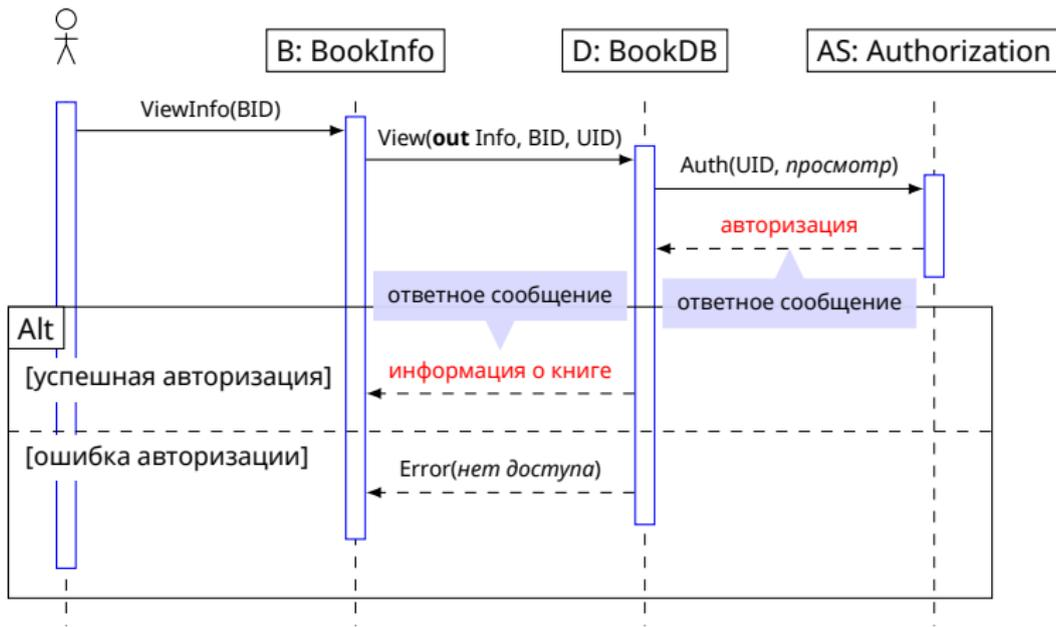 B: BookInfo
D: BookDB
AS: Authorization
ViewInfo(BID)
View(out Info, BID, UID)
Auth(UID, просмотр)
авторизация
ответное сообщение
ответное сообщение
Alt
[успешная авторизация]
информация о книге
[ошибка авторизации]
Error(нет доступа)